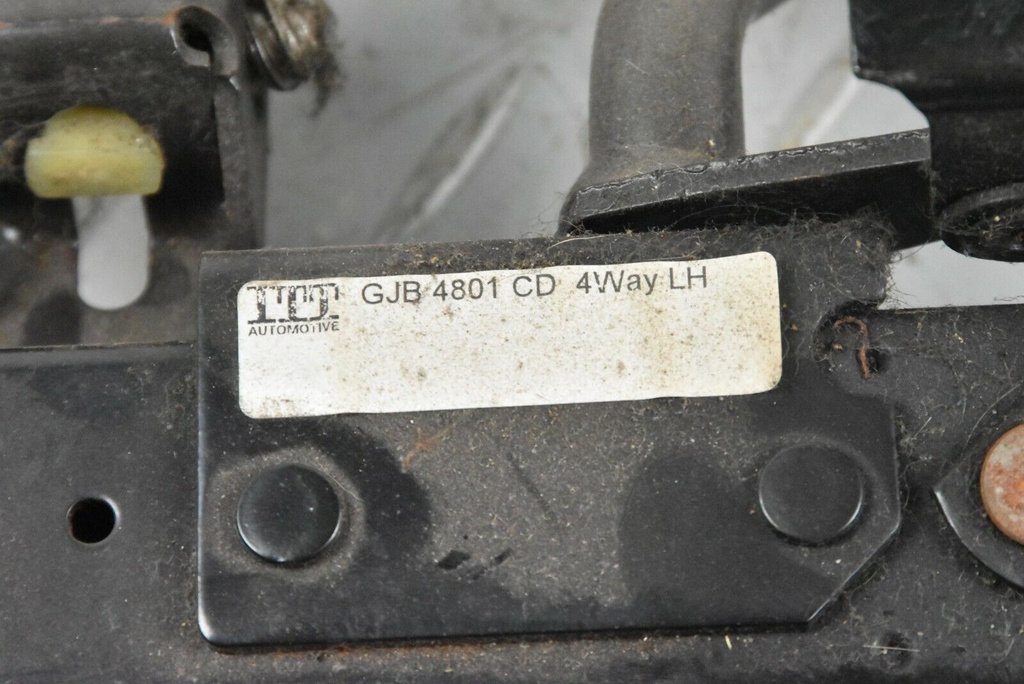 ITT GJB 4801 CD 4Way LH
AUTOMOTIVE